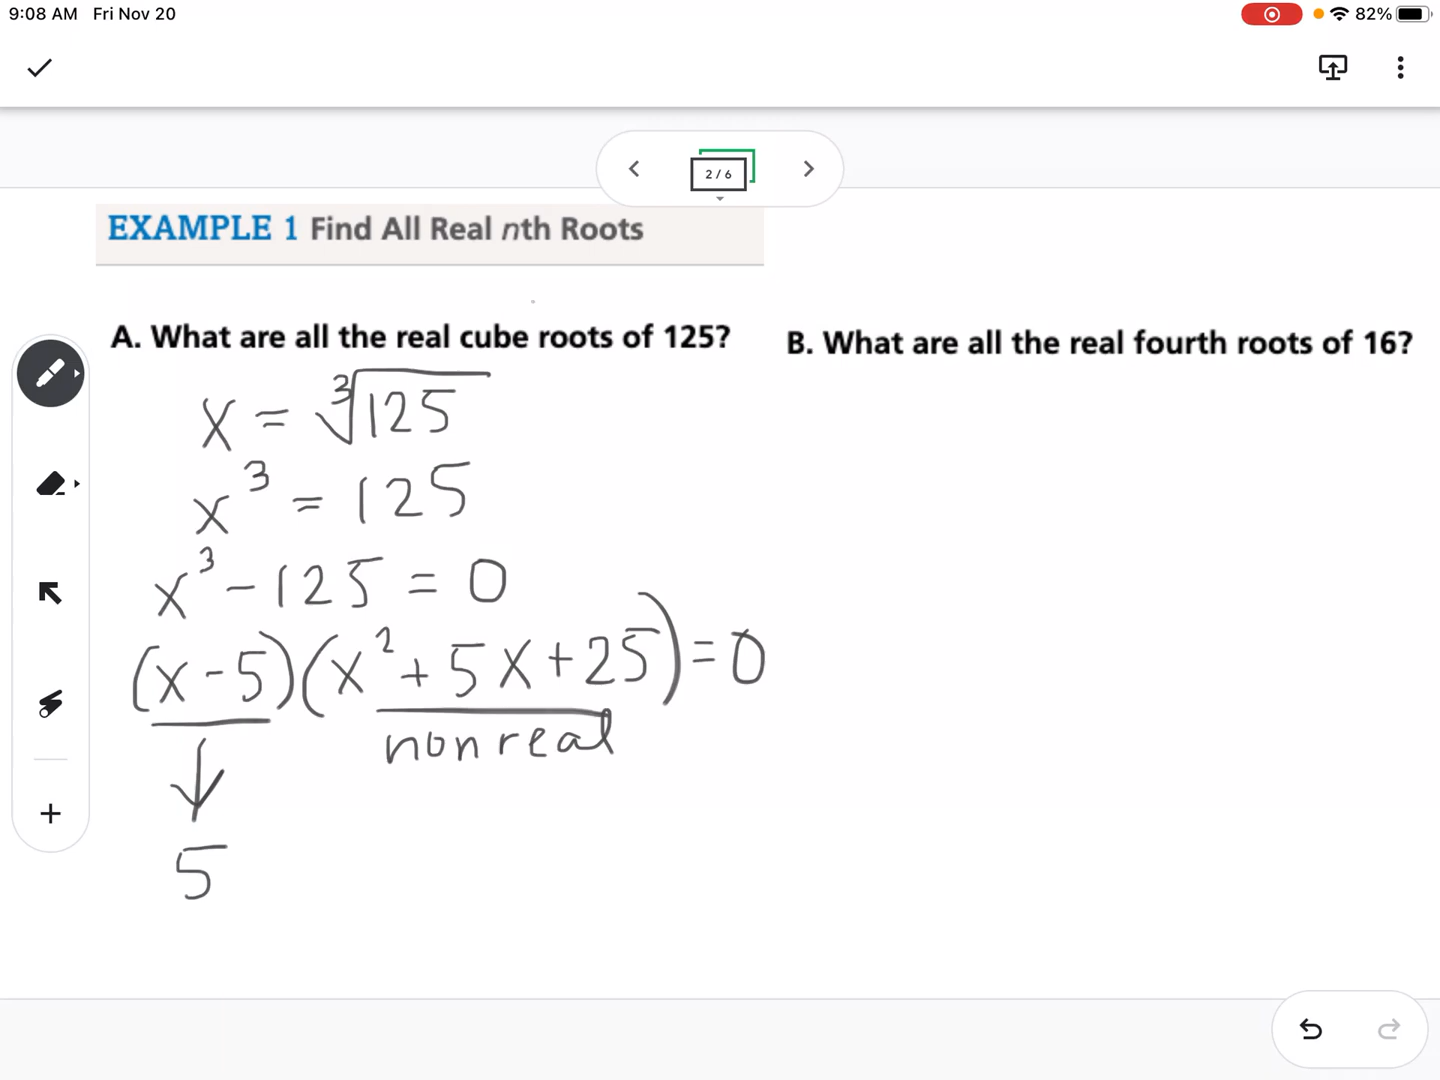 9:08 AM Fri Nov 20
82%
2 / 6
EXAMPLE 1 Find All Real nth Roots
A. What are all the real cube roots of 125?
x = ∛125
x³ = 125
x³ - 125 = 0
(x - 5)(x² + 5x + 25) = 0
nonreal
5
B. What are all the real fourth roots of 16?